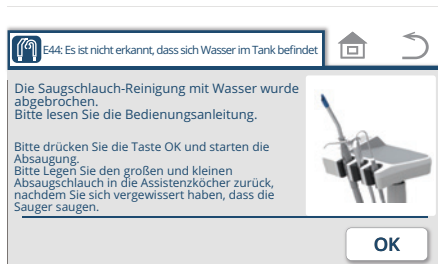 E44: Es ist nicht erkannt, dass sich Wasser im Tank befindet
Die Saugschlauch-Reinigung mit Wasser wurde
abgebrochen.
Bitte lesen Sie die Bedienungsanleitung.
Bitte drücken Sie die Taste OK und starten die
Absaugung.
Bitte Legen Sie den großen und kleinen
Absaugschlauch in die Assistenzköcher zurück,
nachdem Sie sich vergewissert haben, dass die
Sauger saugen.
OK